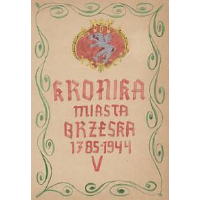 KRONIKA
MIASTA
BRZESKA
1785-1944
V